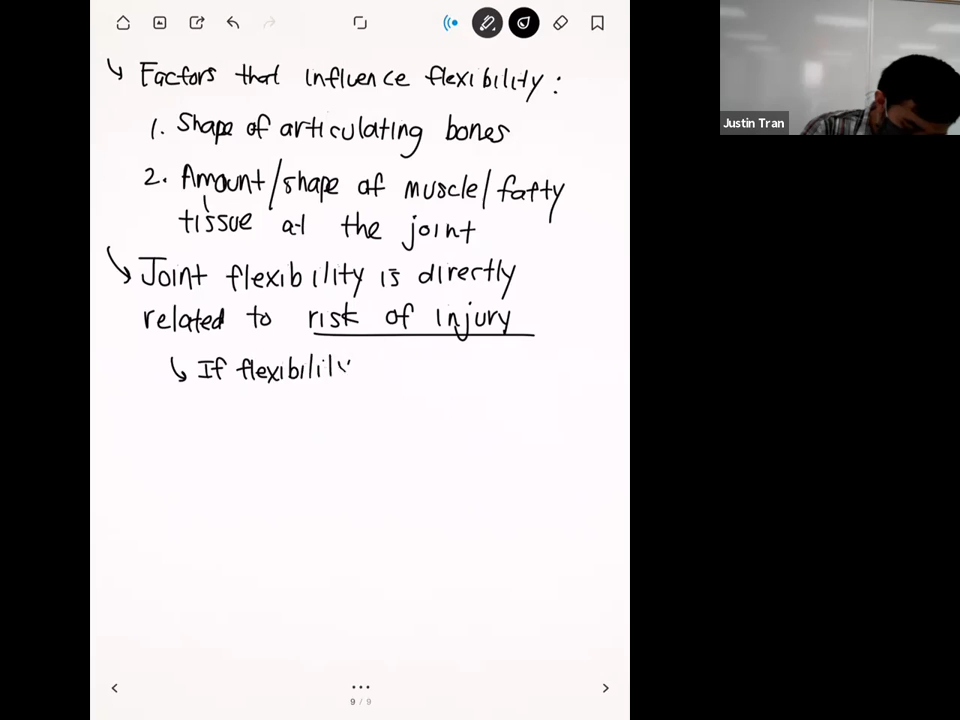 ↳ Factors that influence flexibility :
1. Shape of articulating bones
2. Amount/shape of muscle/fatty
tissue at the joint
↳ Joint flexibility is directly
related to risk of injury
↳ If flexibility
9 / 9
Justin Tran